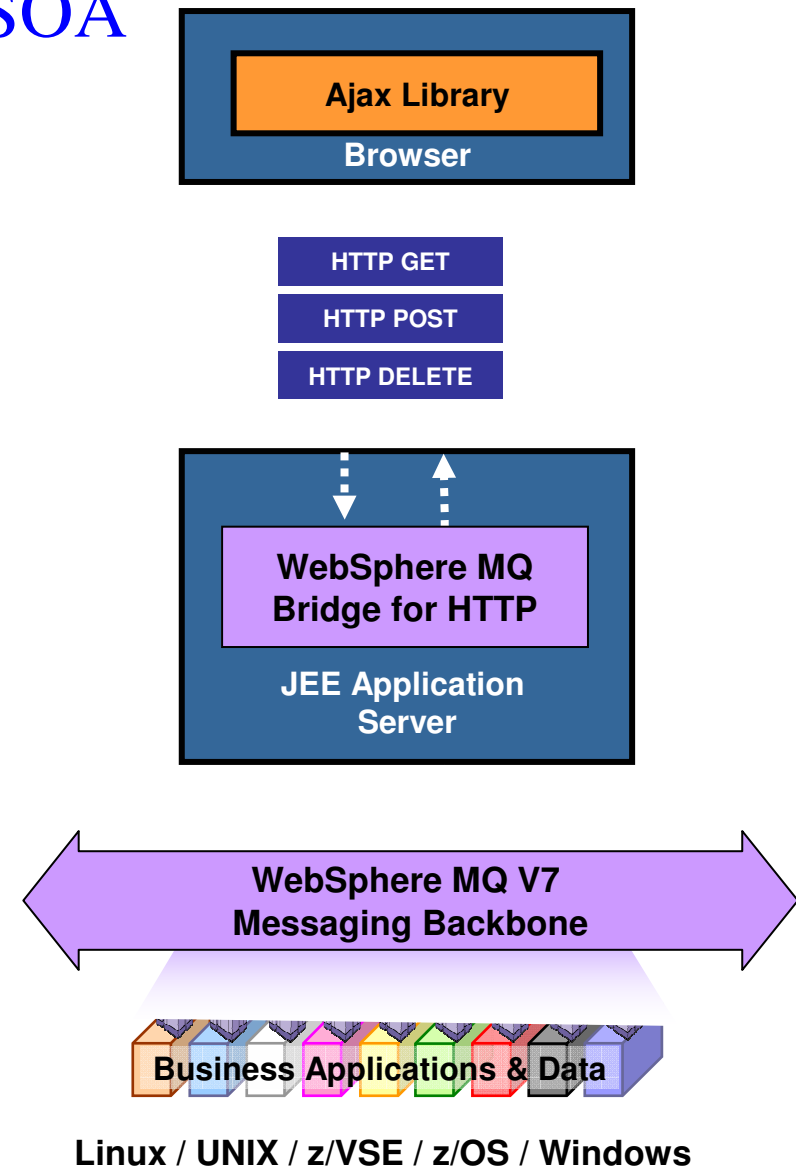 SOA
Ajax Library
Browser
HTTP GET
HTTP POST
HTTP DELETE
WebSphere MQ
Bridge for HTTP
JEE Application
Server
WebSphere MQ V7
Messaging Backbone
Business Applications & Data
Linux / UNIX / z/VSE / z/OS / Windows